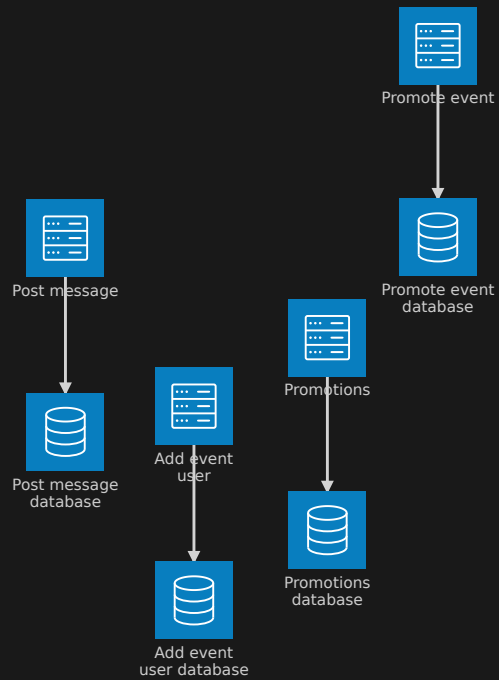 Promote event
Promote event
database
Post message
Promotions
Add event
user
Post message
database
Promotions
database
Add event
user database